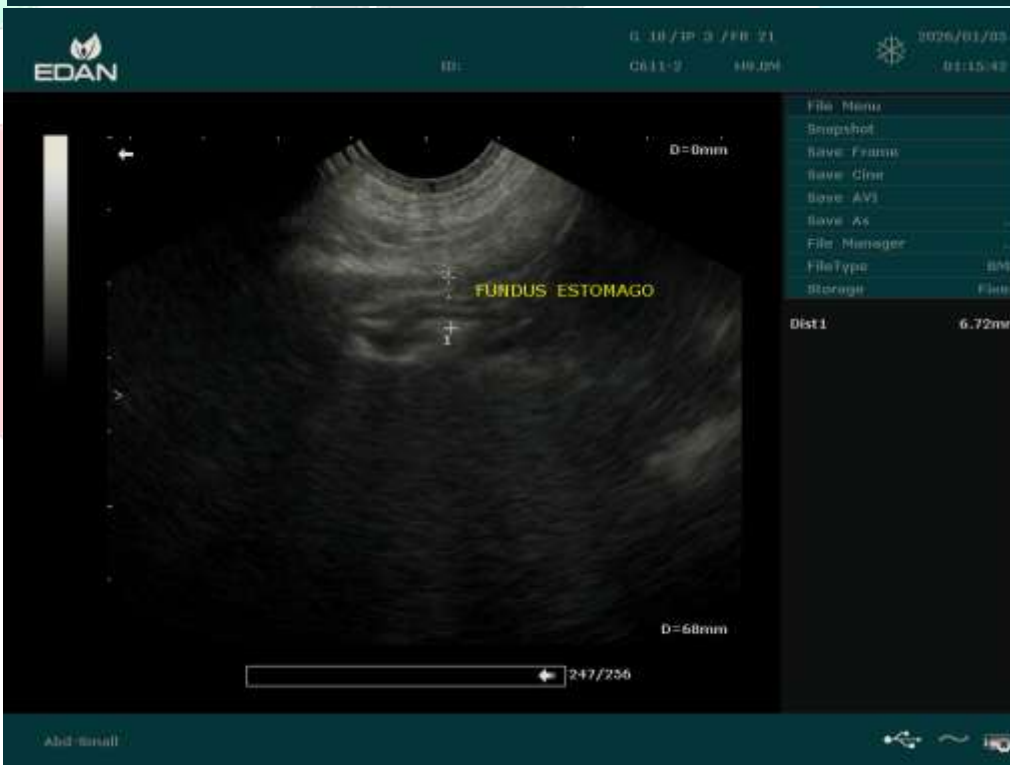 EDAN
ID:
G 18/IP 3 /FR 21
C611-2
2026/01/03
01:15:42
File Menu
Snapshot
Save Frame
Save Cine
Save AVI
Save As
File Manager
FileType
Storage
D=0mm
FUNDUS ESTOMAGO
1
Dist1 6.72mm
D=68mm
247/256
Abd-Small